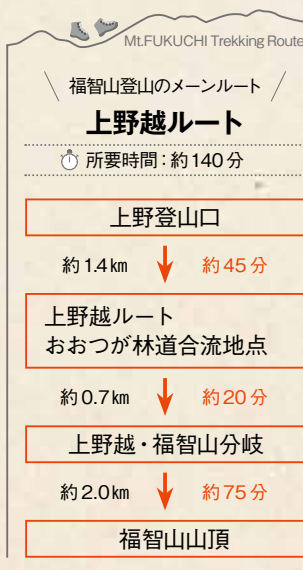 Mt.FUKUCHI Trekking Route
福智山登山のメーンルート
上野越ルート
所要時間：約140分
上野登山口
約1.4km 約45分
上野越ルート
おおつが林道合流地点
約0.7km 約20分
上野越・福智山分岐
約2.0km 約75分
福智山山頂